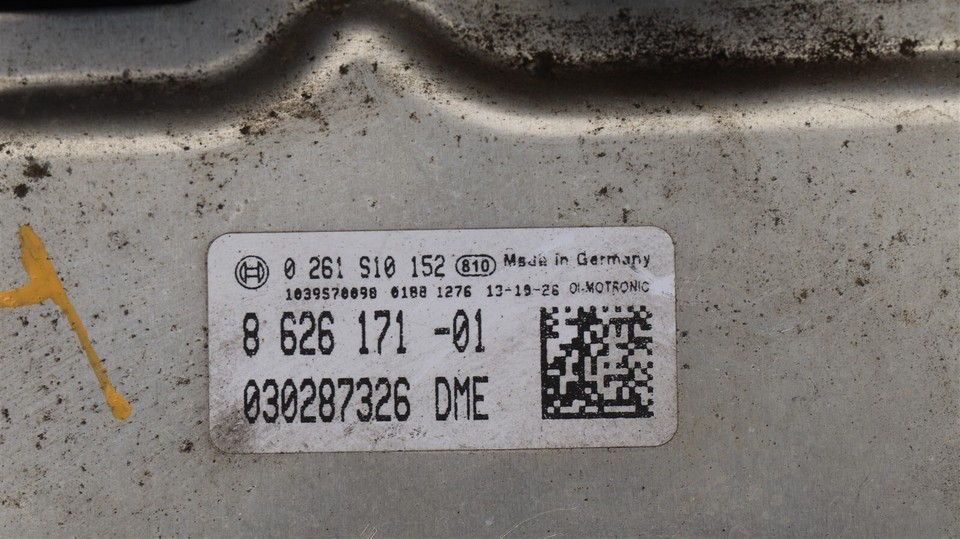 0 261 S10 152 810 Made in Germany
1039S70098 0188 1276 13-10-26 DI-MOTRONIC
8 626 171 -01
030287326 DME